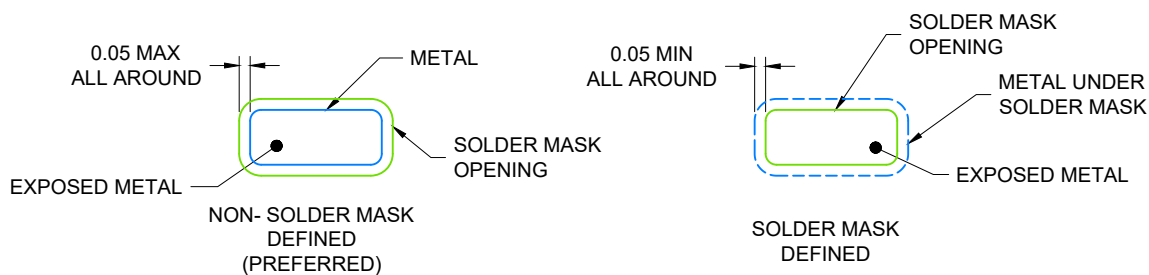 0.05 MAX
ALL AROUND
METAL
SOLDER MASK
OPENING
EXPOSED METAL
NON- SOLDER MASK
DEFINED
(PREFERRED)
0.05 MIN
ALL AROUND
SOLDER MASK
OPENING
METAL UNDER
SOLDER MASK
EXPOSED METAL
SOLDER MASK
DEFINED